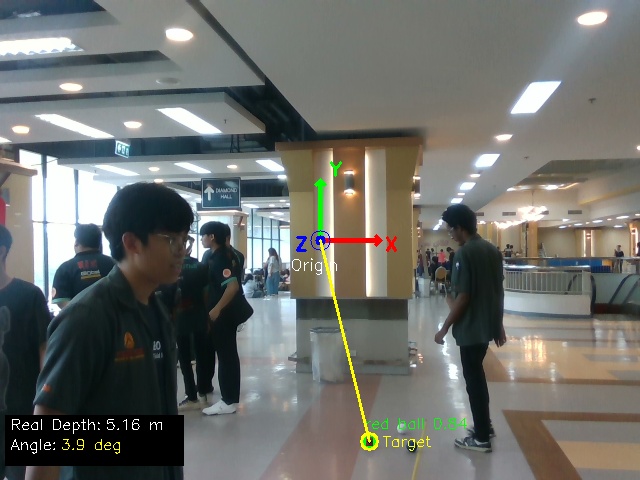 DIAMOND
HALL
Y
Z
X
Origin
Real Depth: 5.16 m
Angle: 3.9 deg
Target